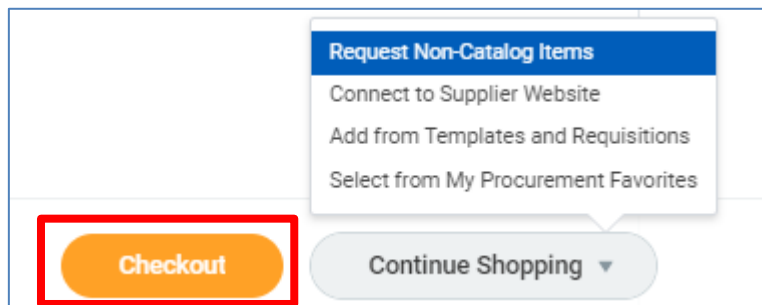 Request Non-Catalog Items
Connect to Supplier Website
Add from Templates and Requisitions
Select from My Procurement Favorites
Checkout
Continue Shopping